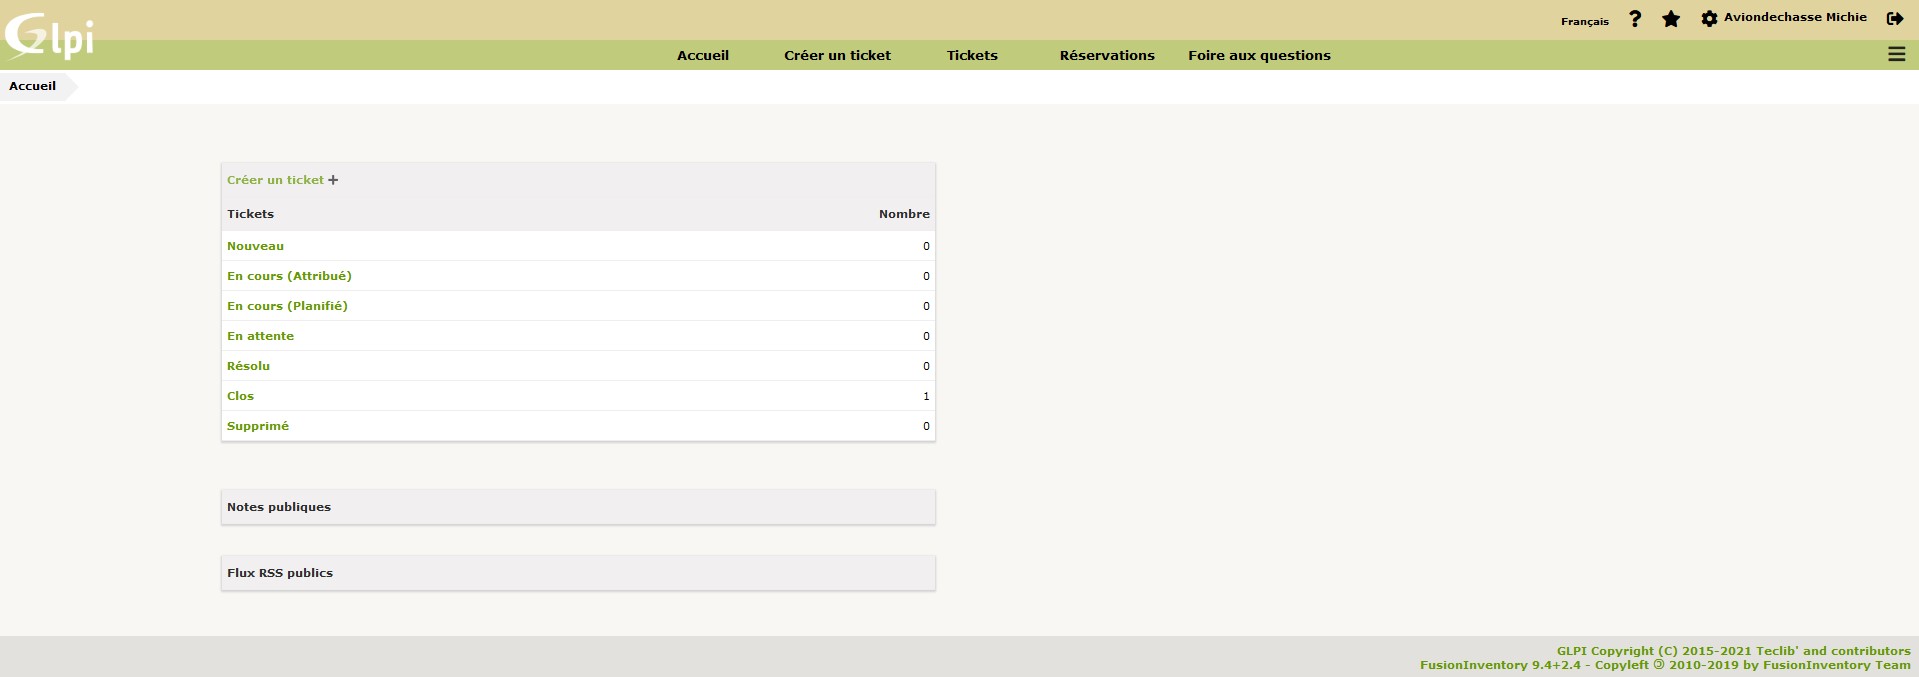 Glpi
Français ? Aviondechasse Michie
Accueil Créer un ticket Tickets Réservations Foire aux questions
Accueil
Créer un ticket +
Tickets Nombre
Nouveau 0
En cours (Attribué) 0
En cours (Planifié) 0
En attente 0
Résolu 0
Clos 1
Supprimé 0
Notes publiques
Flux RSS publics
GLPI Copyright (C) 2015-2021 Teclib' and contributors
FusionInventory 9.4+2.4 - Copyleft 🄯 2010-2019 by FusionInventory Team